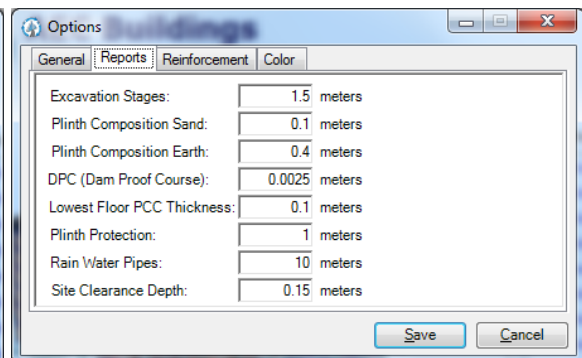 Options
Buildings
General Reports Reinforcement Color
Excavation Stages: 1.5 meters
Plinth Composition Sand: 0.1 meters
Plinth Composition Earth: 0.4 meters
DPC (Dam Proof Course): 0.0025 meters
Lowest Floor PCC Thickness: 0.1 meters
Plinth Protection: 1 meters
Rain Water Pipes: 10 meters
Site Clearance Depth: 0.15 meters
Save Cancel